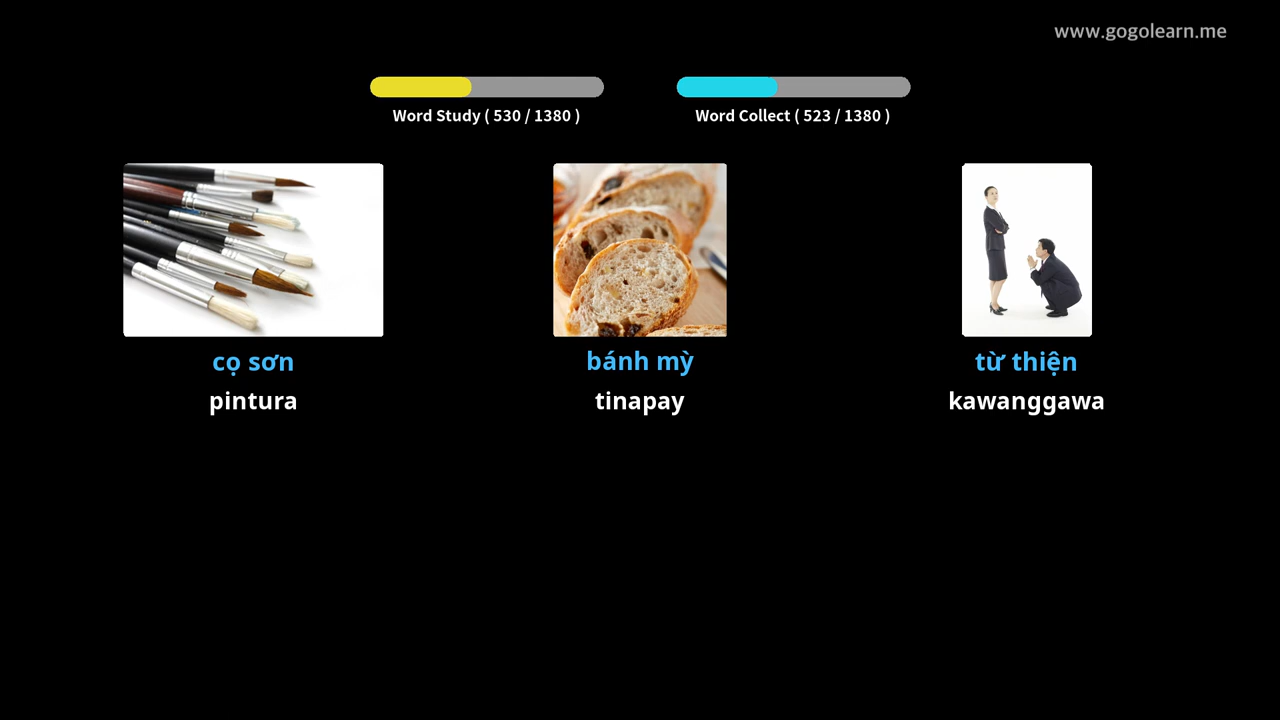 www.gogolearn.me
Word Study ( 530 / 1380 )
Word Collect ( 523 / 1380 )
cọ sơn
bánh mỳ
từ thiện
pintura
tinapay
kawanggawa